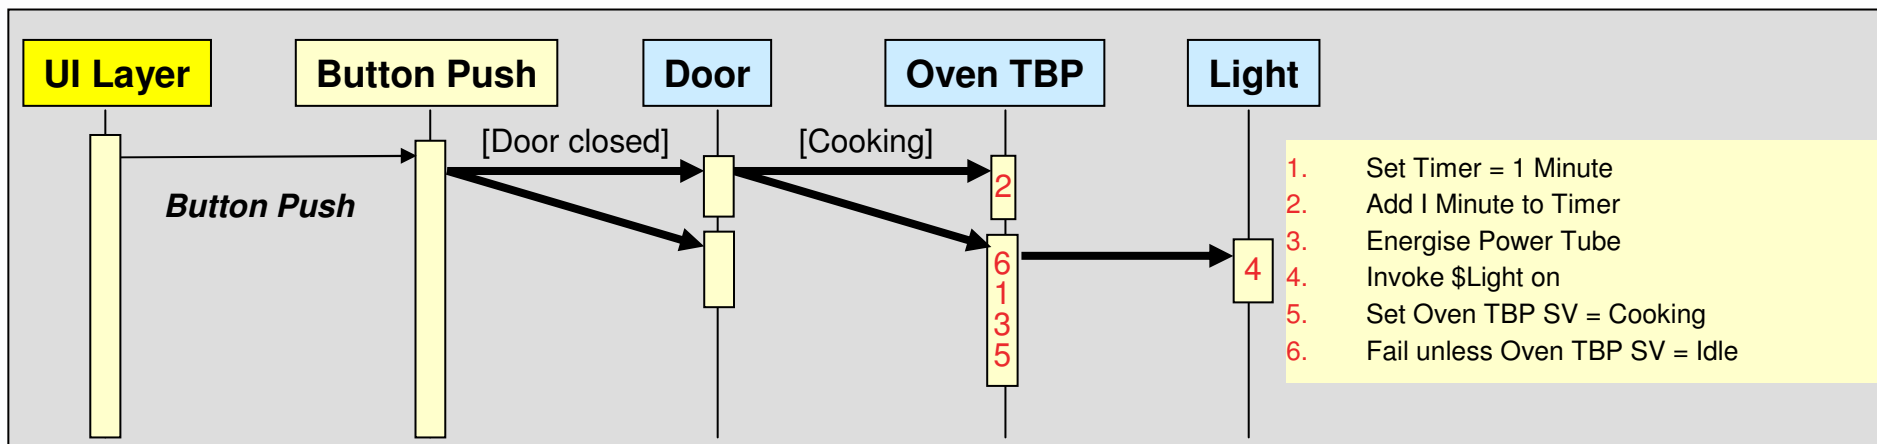 UI Layer
Button Push
Door
Oven TBP
Light
[Door closed]
[Cooking]
Button Push
2
6
1
3
5
4
1. Set Timer = 1 Minute
2. Add I Minute to Timer
3. Energise Power Tube
4. Invoke $Light on
5. Set Oven TBP SV = Cooking
6. Fail unless Oven TBP SV = Idle